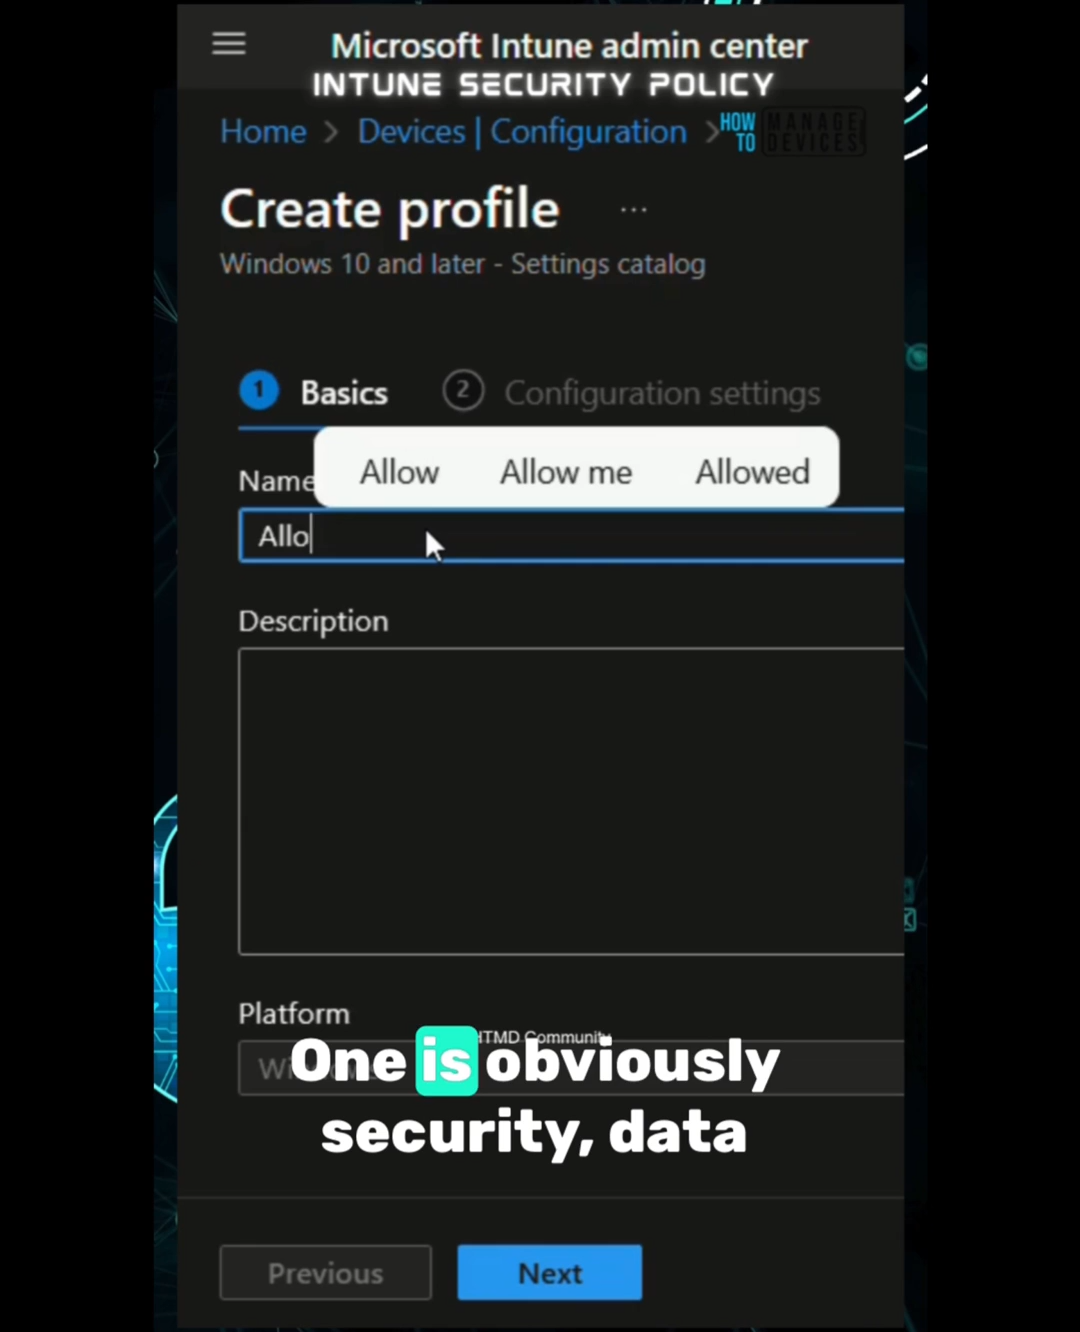 Microsoft Intune admin center
INTUNE SECURITY POLICY
Home > Devices | Configuration >
HOW TO MANAGE DEVICES
Create profile ...
Windows 10 and later - Settings catalog
1 Basics 2 Configuration settings
Allow Allow me Allowed
Name
Allo
Description
Platform
HTMD Community
One is obviously
security, data
Previous Next